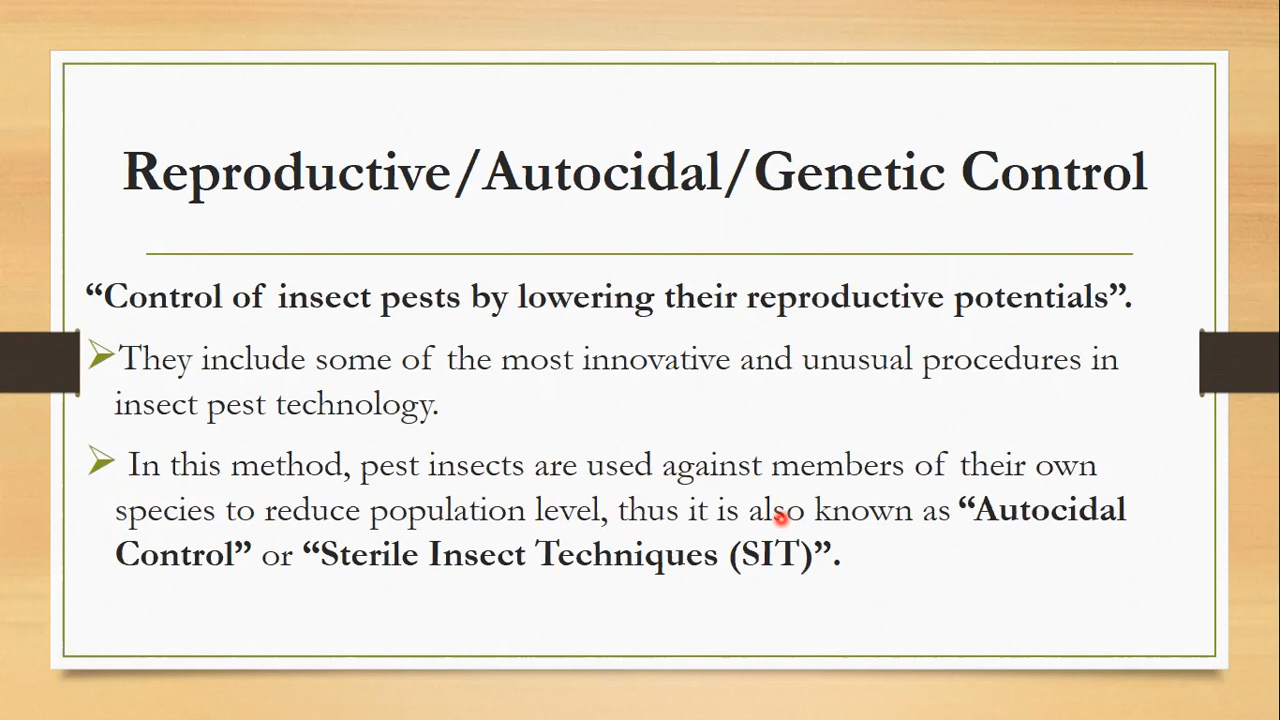 Reproductive/Autocidal/Genetic Control
“Control of insect pests by lowering their reproductive potentials”.
They include some of the most innovative and unusual procedures in
insect pest technology.
In this method, pest insects are used against members of their own
species to reduce population level, thus it is also known as “Autocidal
Control” or “Sterile Insect Techniques (SIT)”.